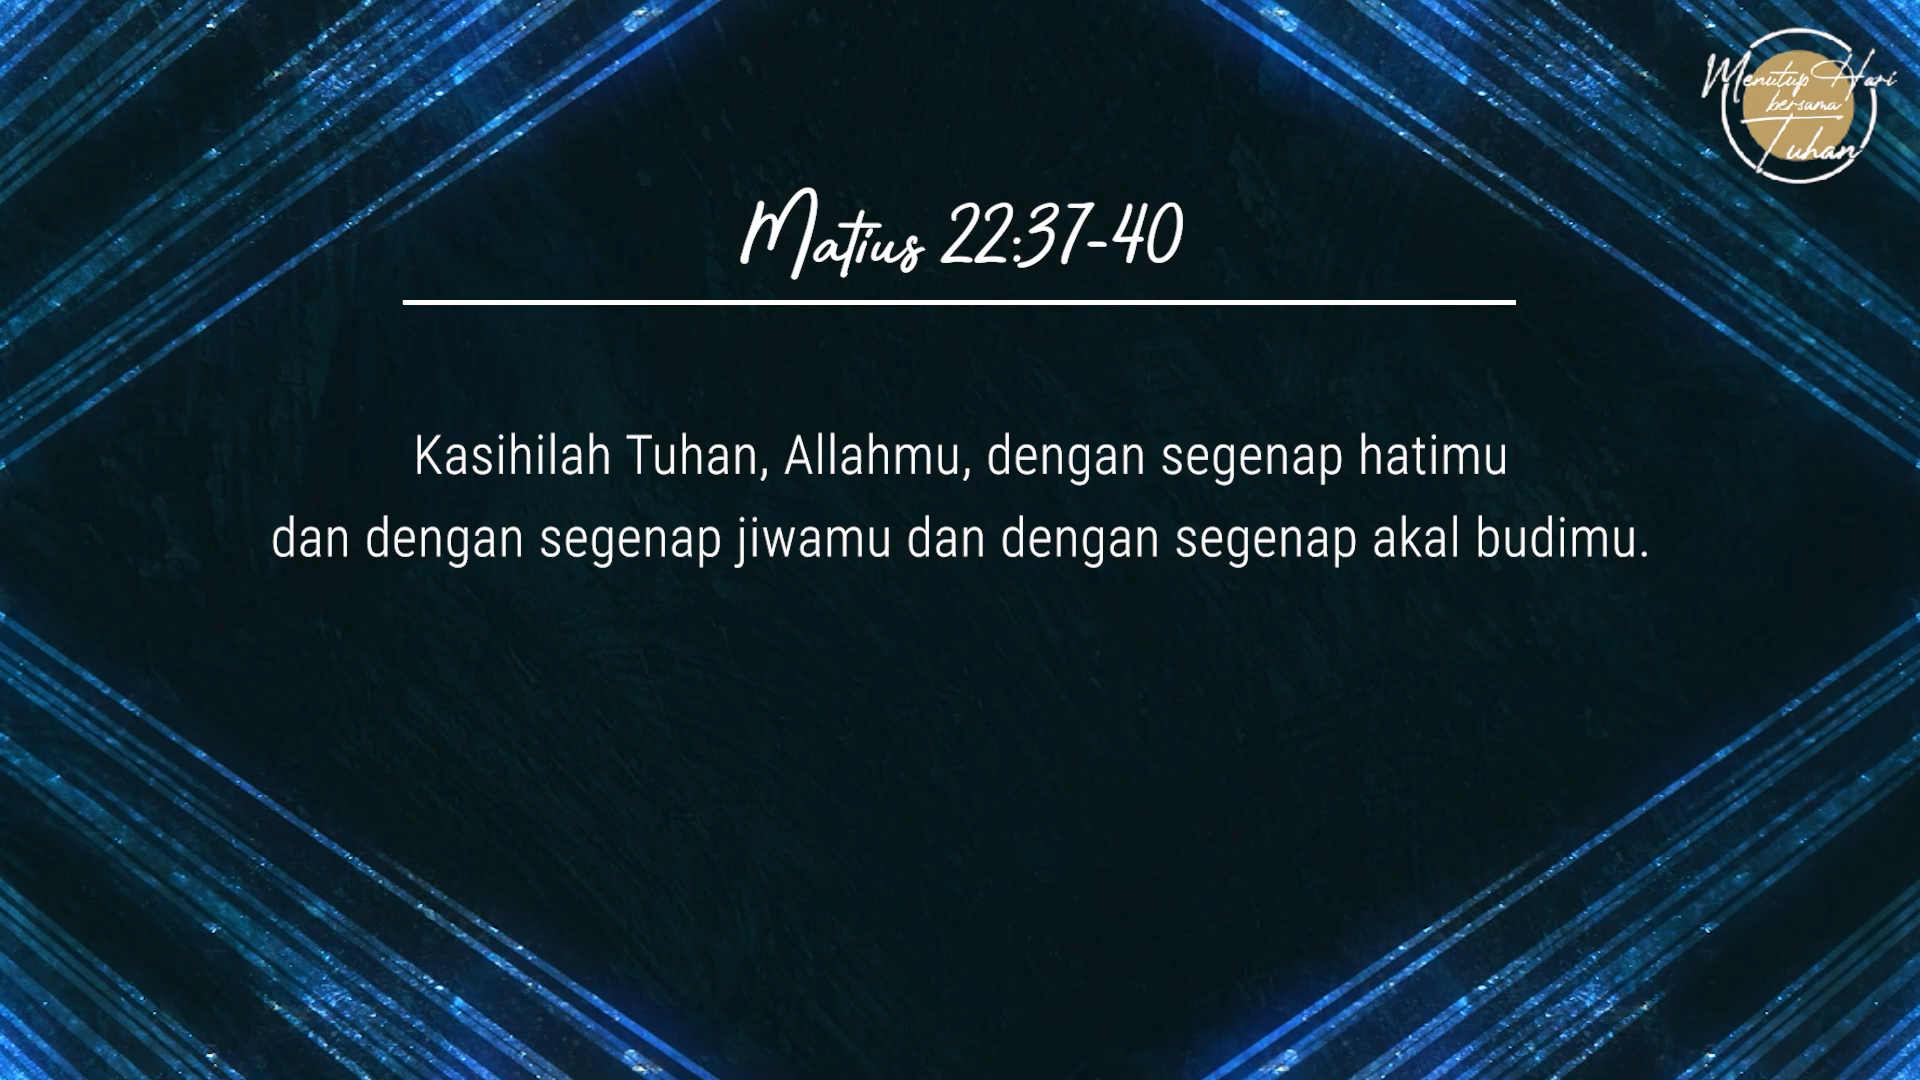 Menutup Hari
bersama
Tuhan
Matius 22:37-40
Kasihilah Tuhan, Allahmu, dengan segenap hatimu
dan dengan segenap jiwamu dan dengan segenap akal budimu.